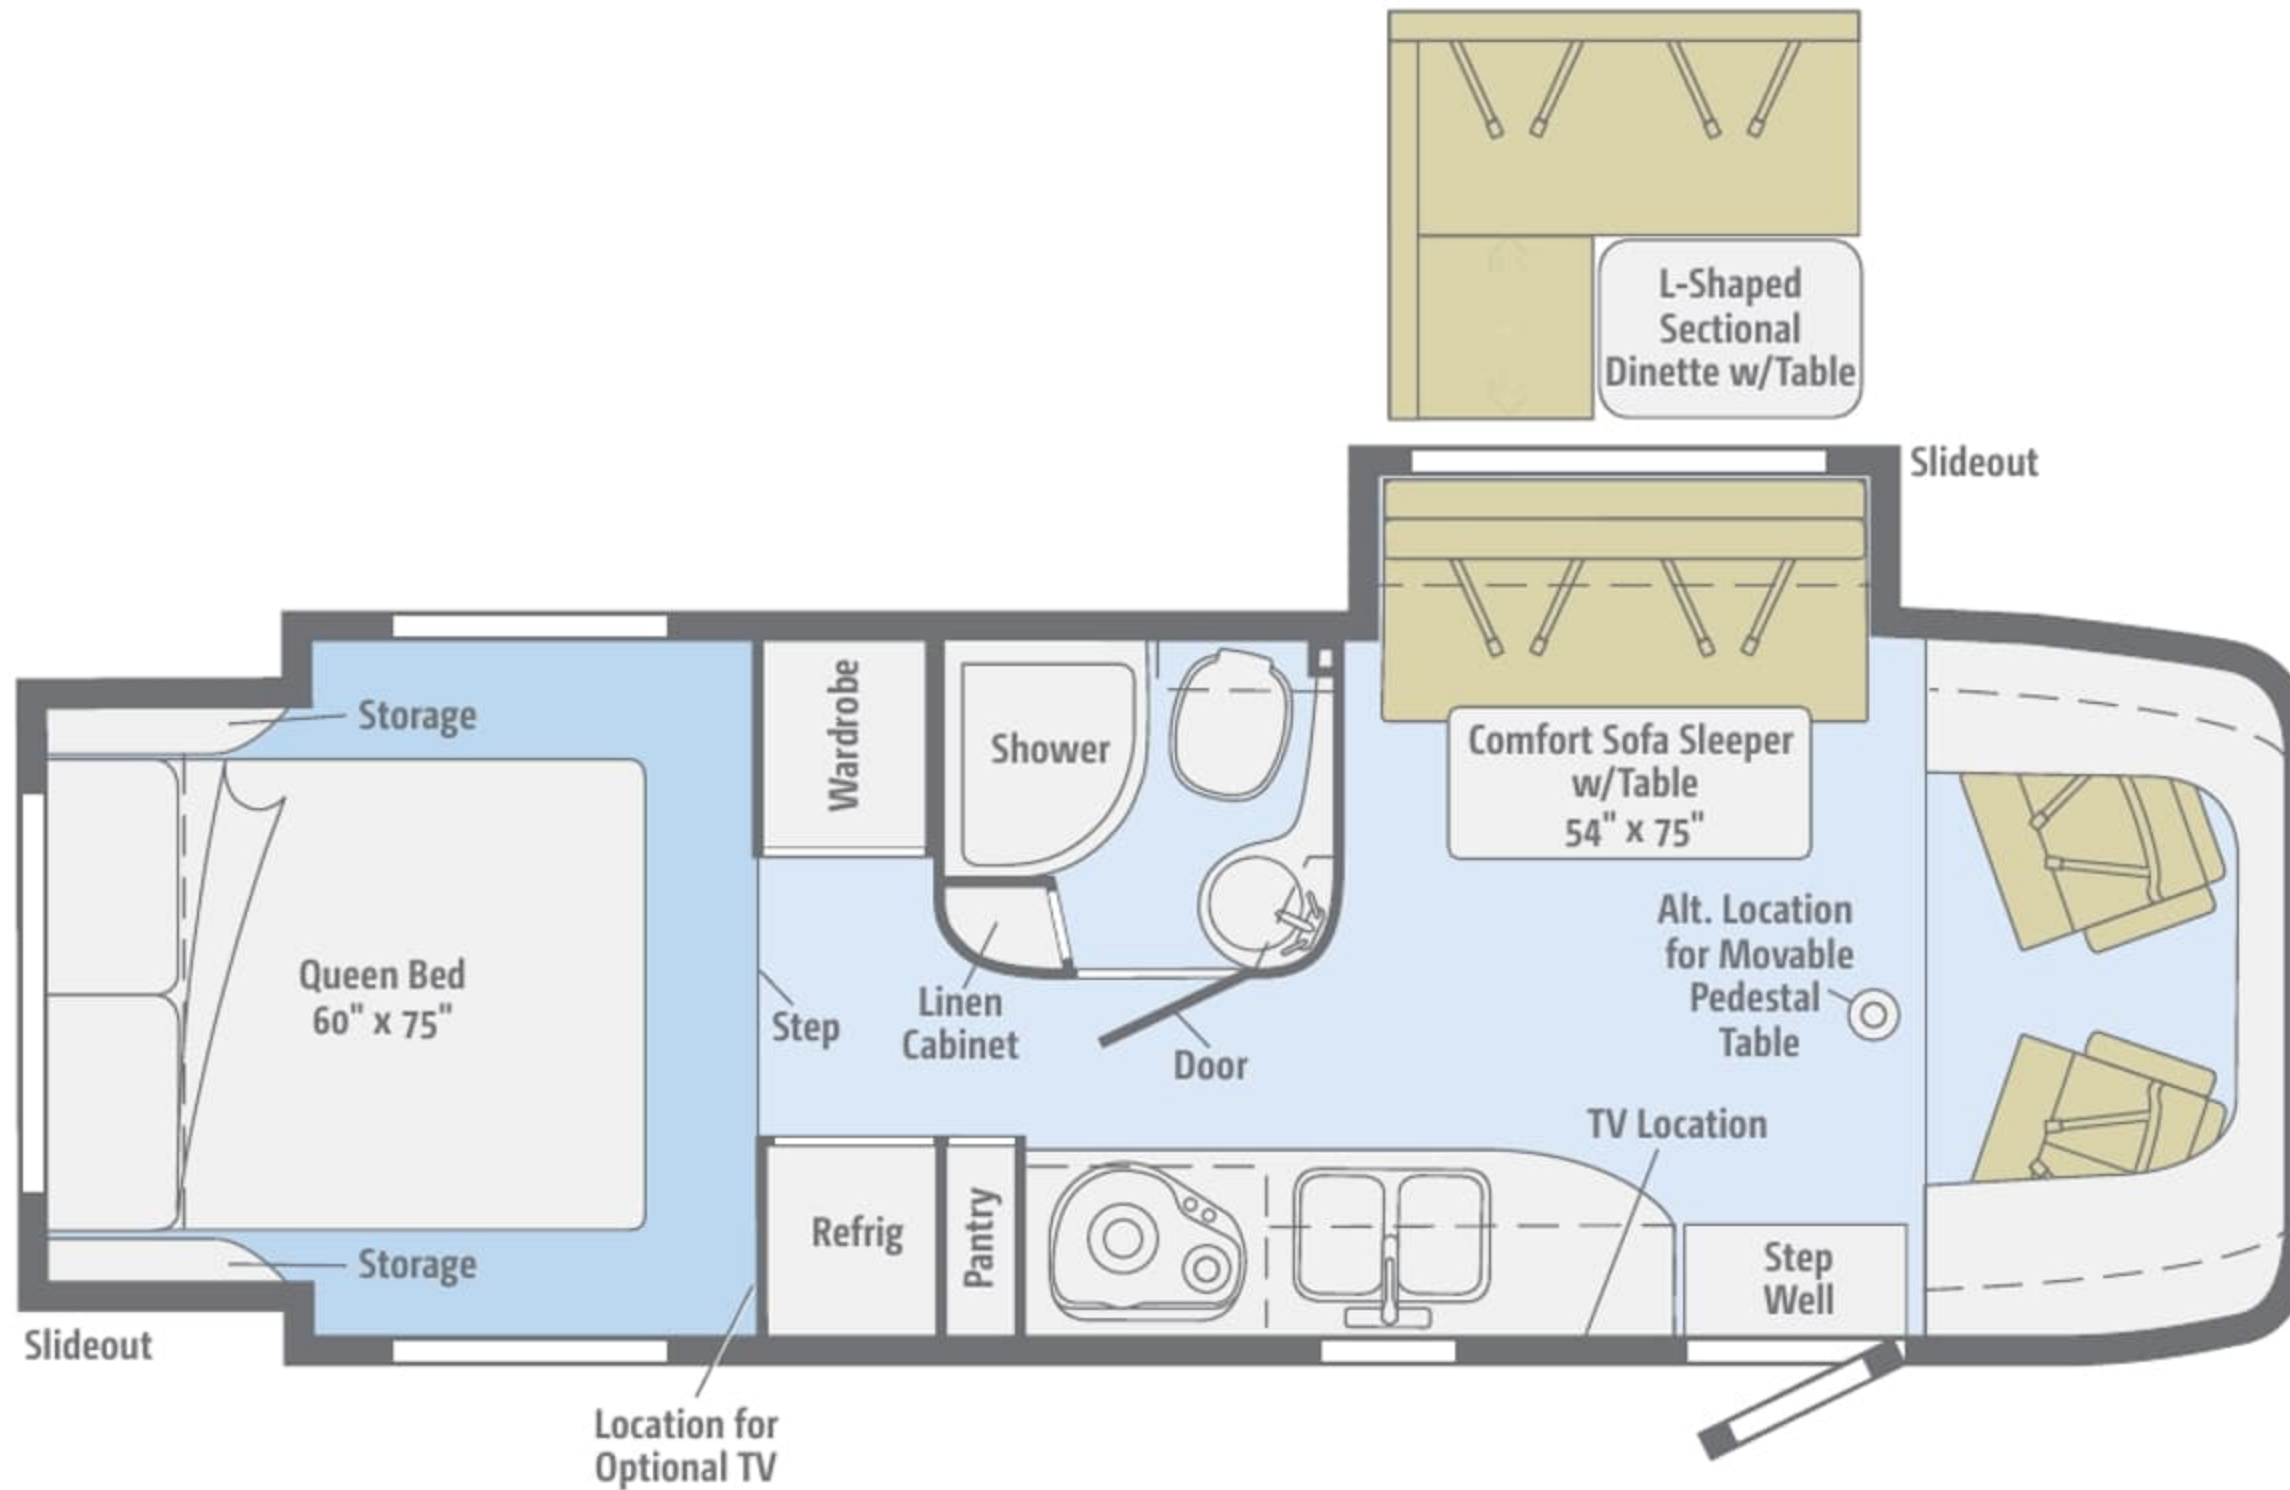 L-Shaped
Sectional
Dinette w/Table
Slideout
Storage
Wardrobe
Shower
Comfort Sofa Sleeper
w/Table
54" x 75"
Alt. Location
for Movable
Pedestal
Table
Queen Bed
60" x 75"
Step
Linen
Cabinet
Door
TV Location
Refrig
Pantry
Storage
Step
Well
Slideout
Location for
Optional TV